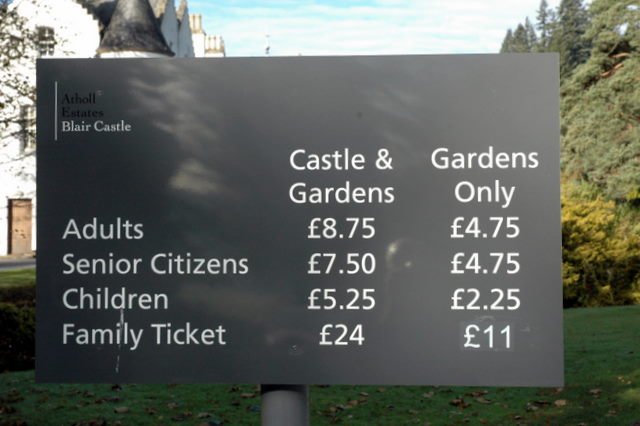 Atholl
Estates
Blair Castle
Castle & Gardens
Gardens Only
Adults £8.75 £4.75
Senior Citizens £7.50 £4.75
Children £5.25 £2.25
Family Ticket £24 £11